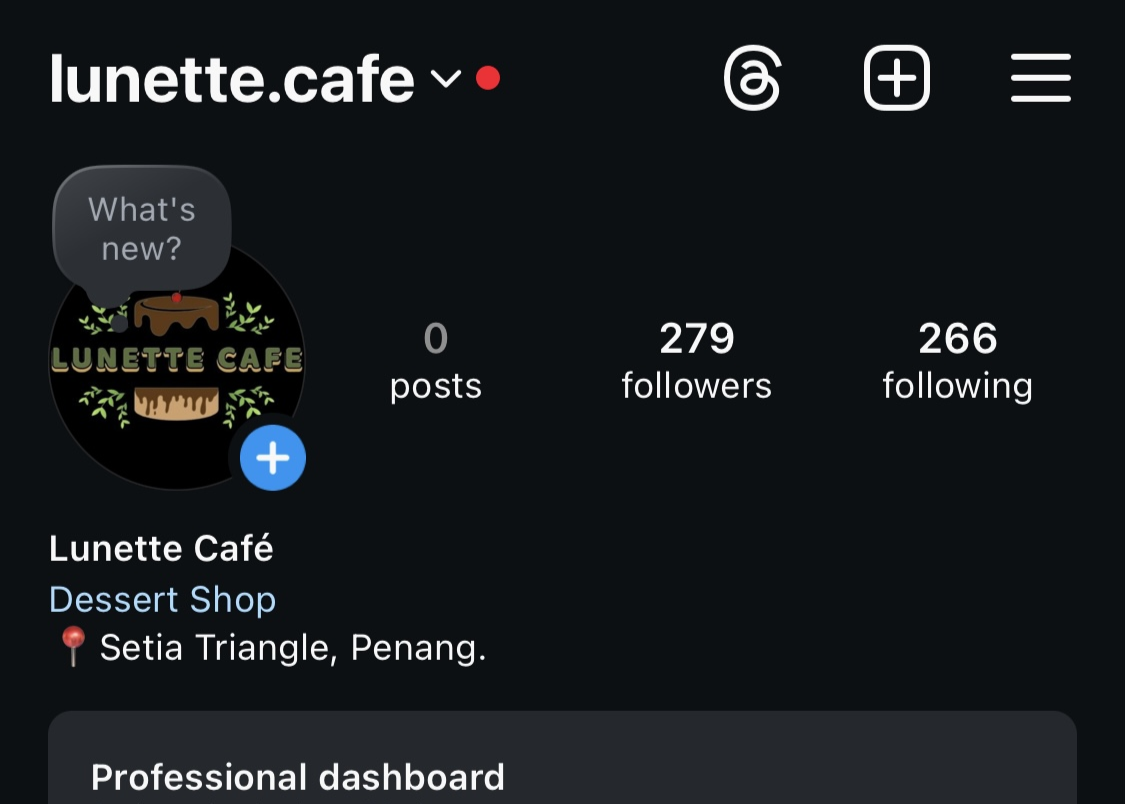 lunette.cafe
What's
new?
LUNETTE CAFE
0 279 266
posts followers following
Lunette Café
Dessert Shop
📍 Setia Triangle, Penang.
Professional dashboard